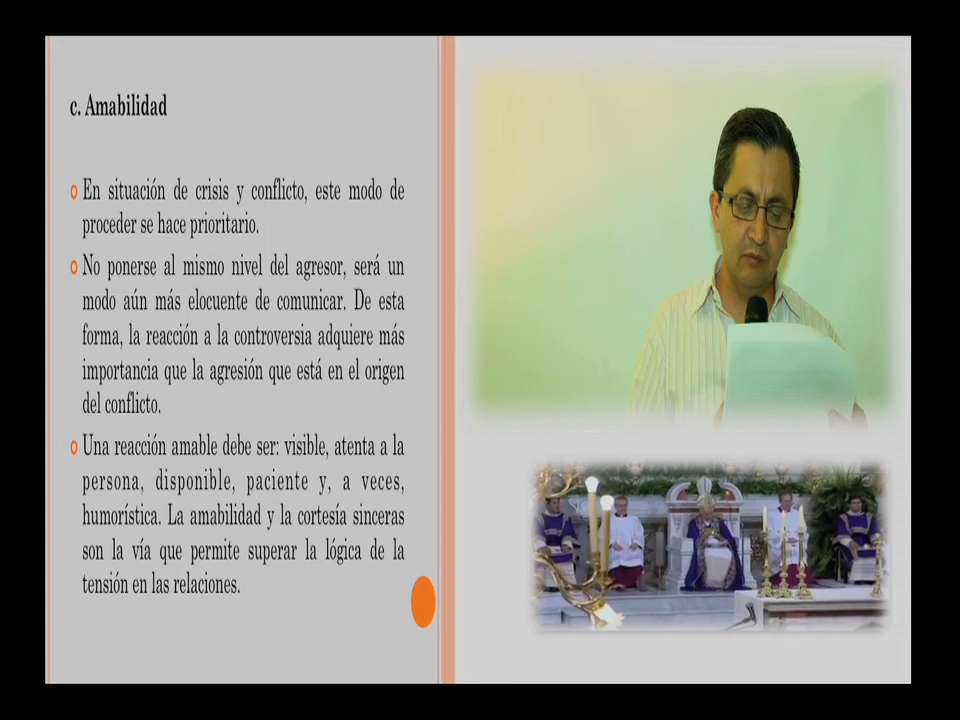 c. Amabilidad
En situación de crisis y conflicto, este modo de
proceder se hace prioritario.
No ponerse al mismo nivel del agresor, será un
modo aún más elocuente de comunicar. De esta
forma, la reacción a la controversia adquiere más
importancia que la agresión que está en el origen
del conflicto.
Una reacción amable debe ser: visible, atenta a la
persona, disponible, paciente y, a veces,
humorística. La amabilidad y la cortesía sinceras
son la vía que permite superar la lógica de la
tensión en las relaciones.